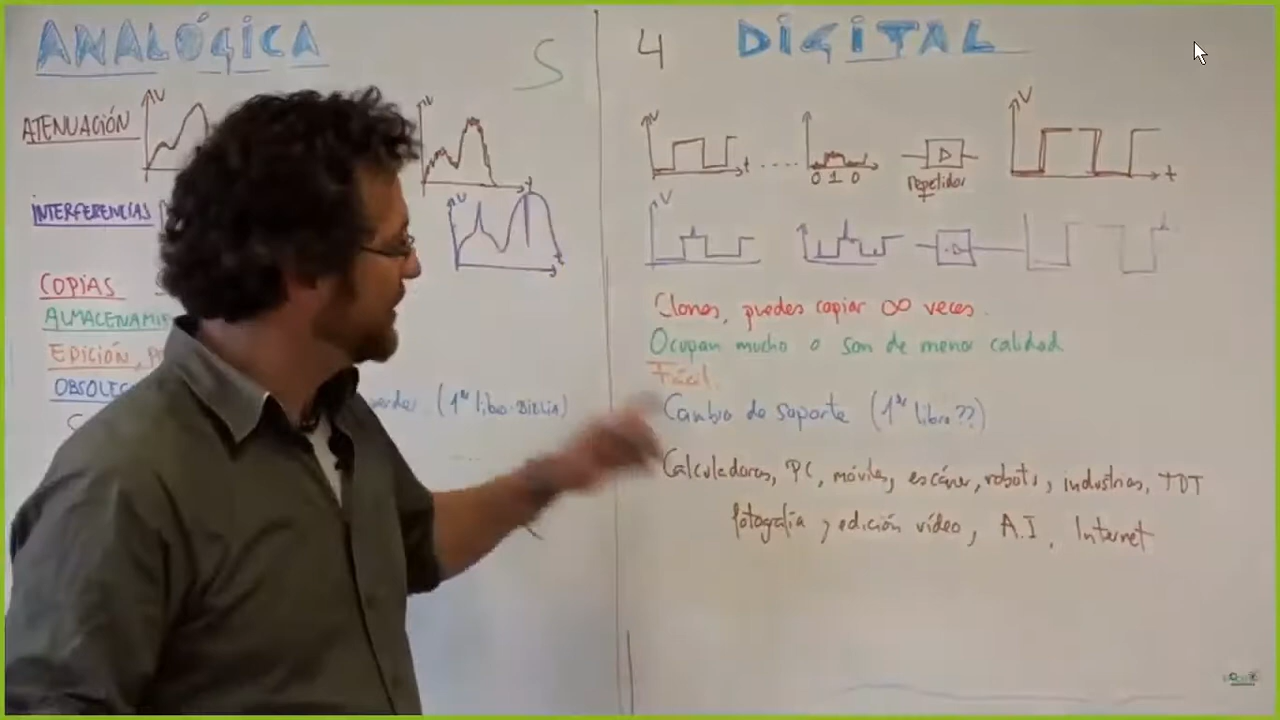 ANALÓGICA
S
ATENUACIÓN
V
V
t
INTERFERENCIAS
V
t
COPIAS
ALMACENAMIE
EDICIÓN, P
OBSOLESC
(1er libro-BIBLIA)
4 DIGITAL
V
t
0 1 0
repetidor
V
t
V
Clones, puedes copiar ∞ veces.
Ocupan mucho o son de menor calidad.
Fácil.
Cambio de soporte (1er libro??)
Calculadoras, PC, móviles, escáner, robots, industrias, TDT
fotografía y edición vídeo, A.I, Internet